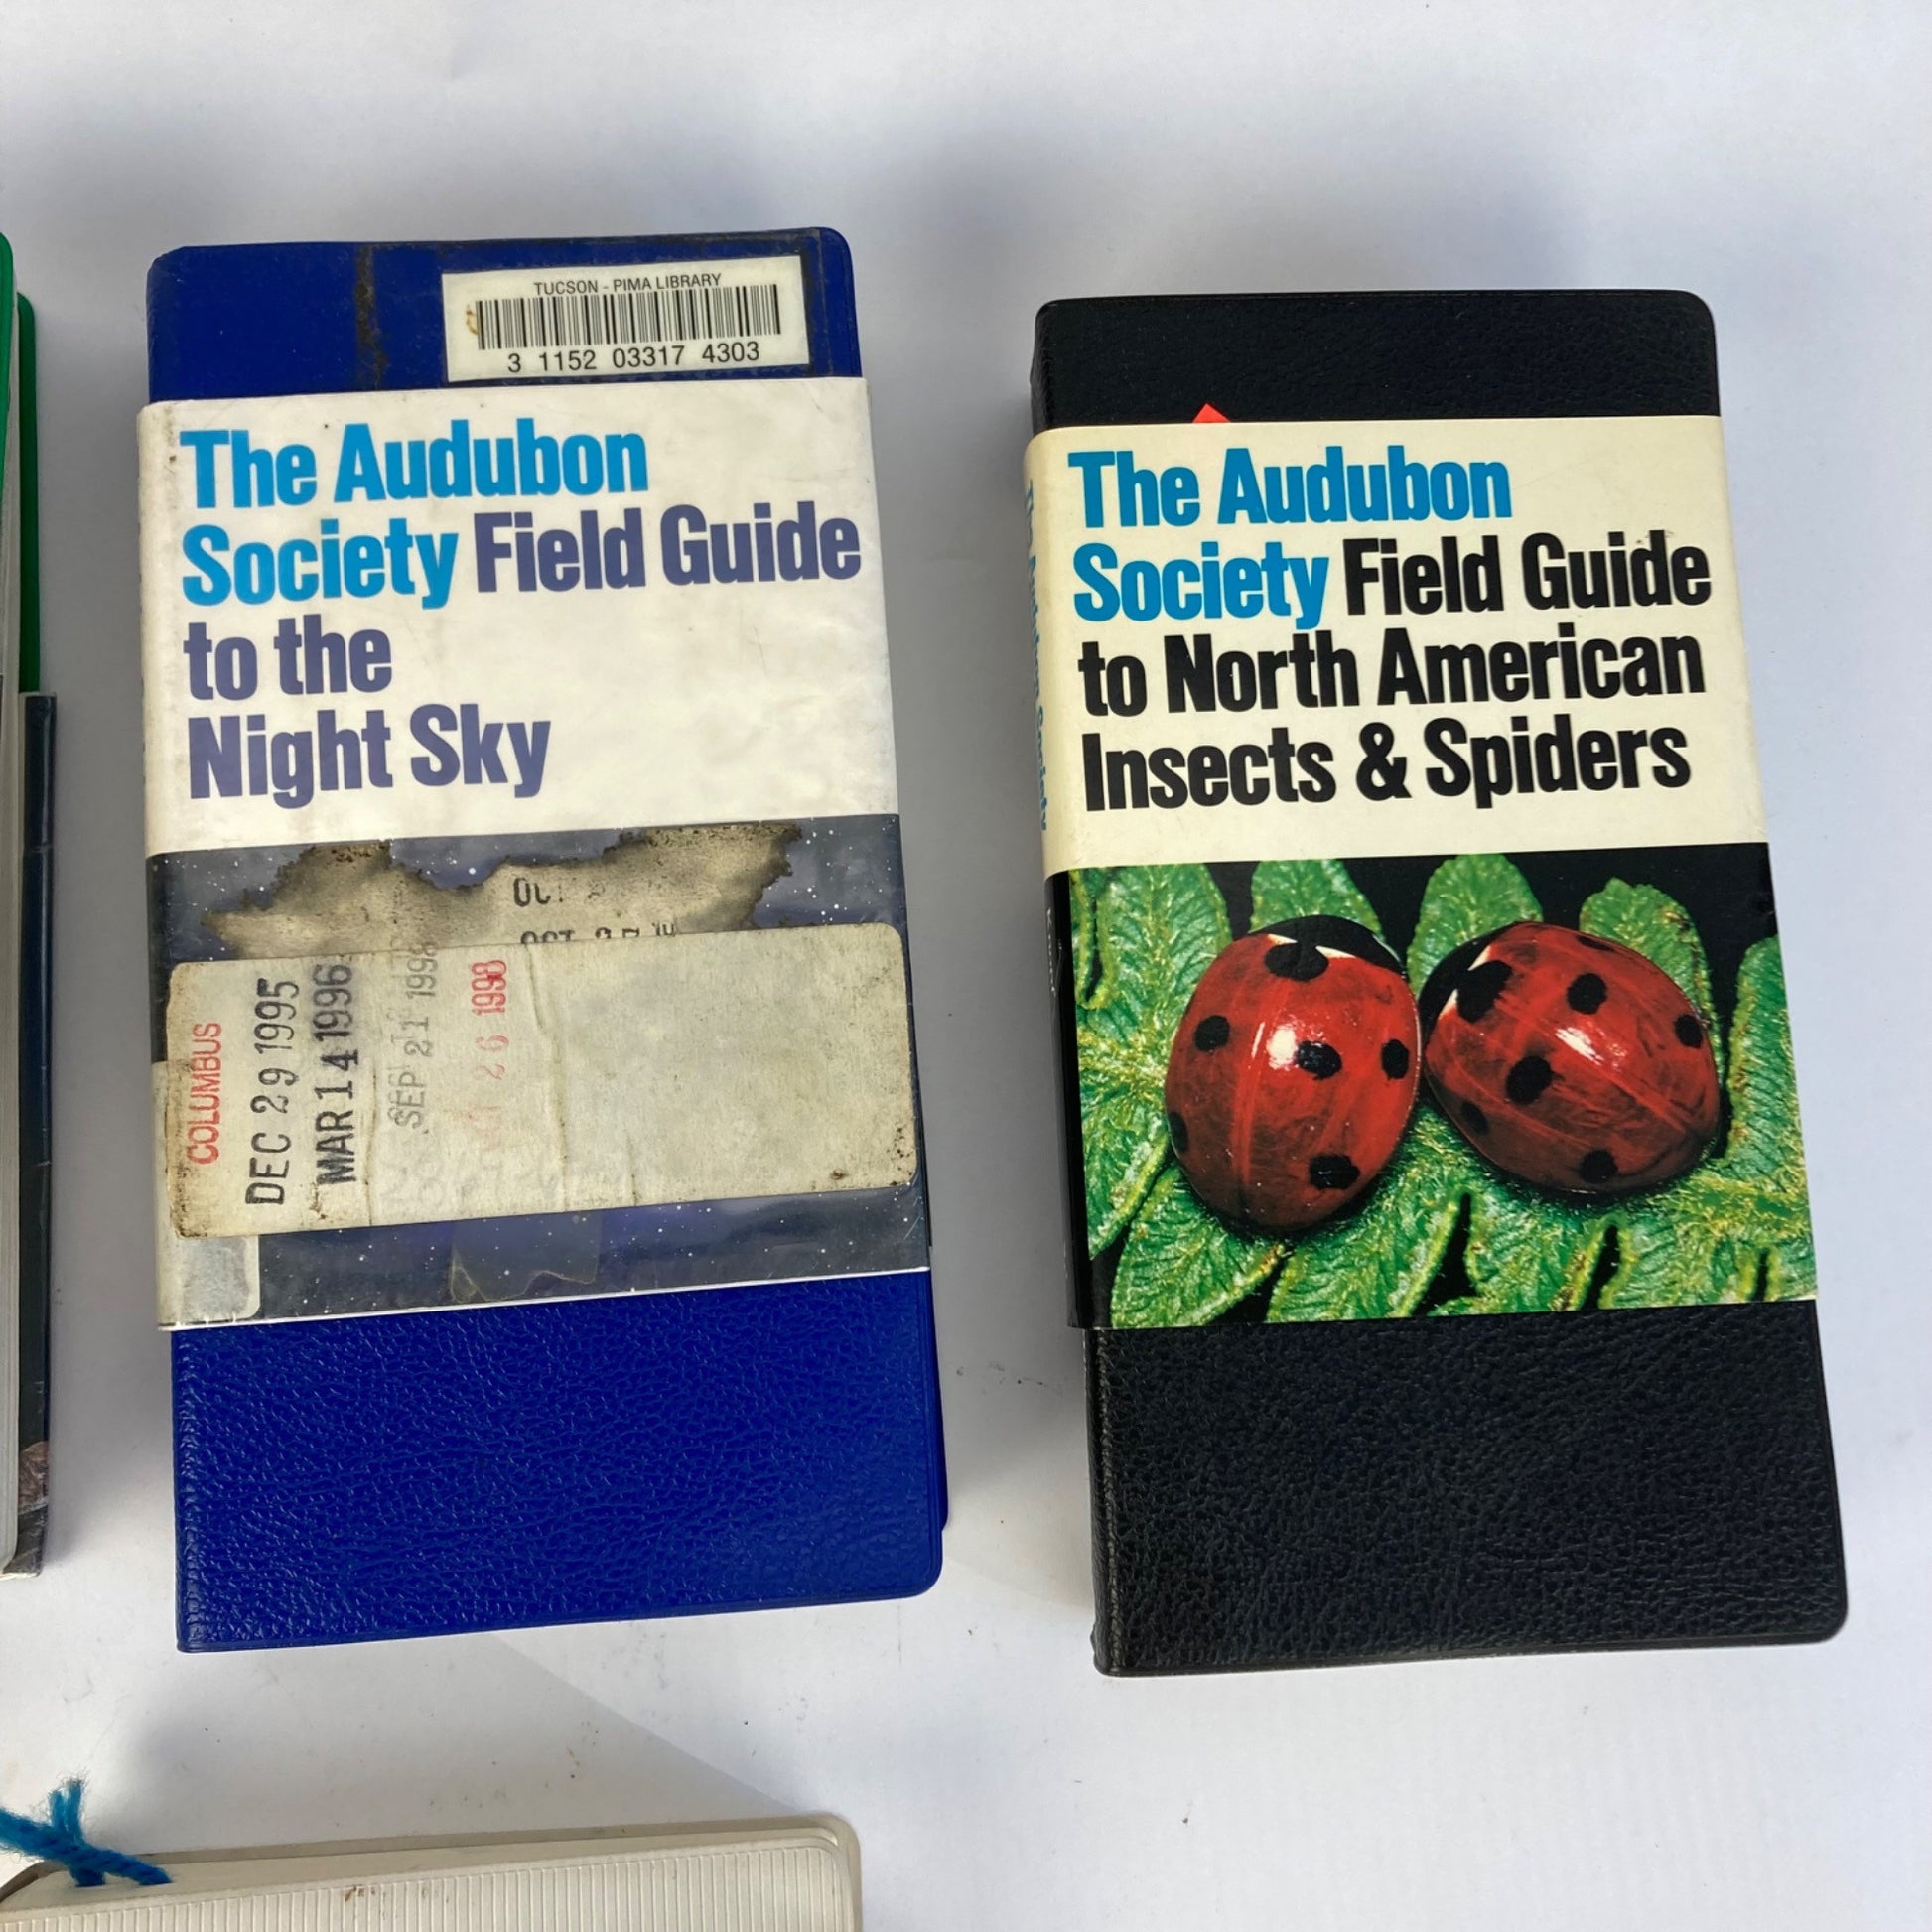 TUCSON - PIMA LIBRARY
3 1152 03317 4303
The Audubon
Society Field Guide
to the
Night Sky
COLUMBUS
DEC 29 1995
MAR 14 1996
SEP 21 1998
26 1998
The Audubon
Society Field Guide
to North American
Insects & Spiders